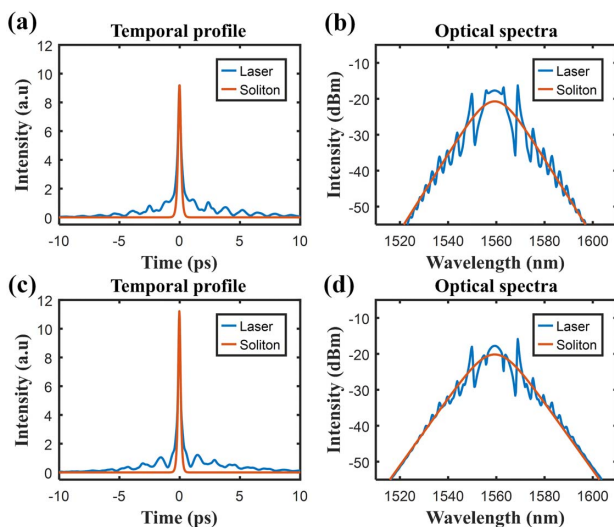 (a)
Temporal profile
Intensity (a.u)
12
10
8
6
4
2
0
-10
-5
0
5
10
Time (ps)
Laser
Soliton
(b)
Optical spectra
Intensity (dBm)
-10
-20
-30
-40
-50
1520
1540
1560
1580
1600
Wavelength (nm)
Laser
Soliton
(c)
Temporal profile
Intensity (a.u)
12
10
8
6
4
2
0
-10
-5
0
5
10
Time (ps)
Laser
Soliton
(d)
Optical spectra
Intensity (dBm)
-10
-20
-30
-40
-50
1520
1540
1560
1580
1600
Wavelength (nm)
Laser
Soliton